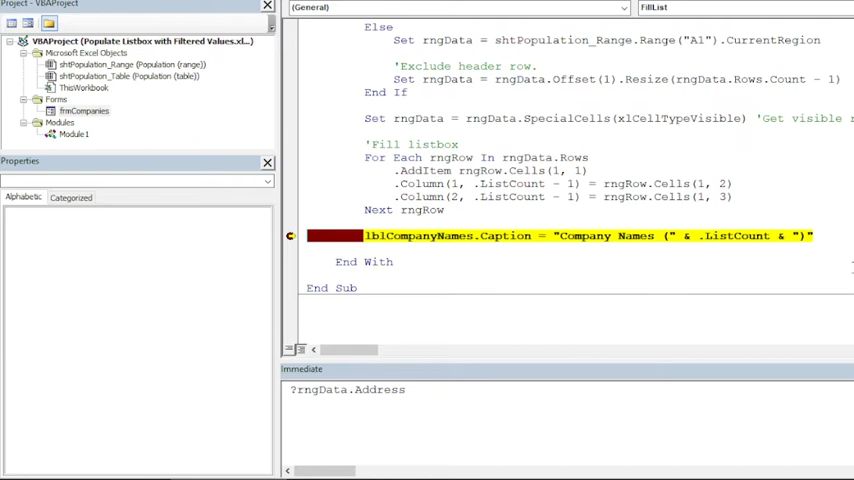 Project - VBAProject
VBAProject (Populate Listbox with Filtered Values.xl...)
Microsoft Excel Objects
shtPopulation_Range (Population (range))
shtPopulation_Table (Population (table))
ThisWorkbook
Forms
frmCompanies
Modules
Module1
Properties
Alphabetic Categorized
(General) FillList
Else
Set rngData = shtPopulation_Range.Range("A1").CurrentRegion
'Exclude header row.
Set rngData = rngData.Offset(1).Resize(rngData.Rows.Count - 1)
End If
Set rngData = rngData.SpecialCells(xlCellTypeVisible) 'Get visible
'Fill listbox
For Each rngRow In rngData.Rows
.AddItem rngRow.Cells(1, 1)
.Column(1, .ListCount - 1) = rngRow.Cells(1, 2)
.Column(2, .ListCount - 1) = rngRow.Cells(1, 3)
Next rngRow
lblCompanyNames.Caption = "Company Names (" & .ListCount & ")"
End With
End Sub
Immediate
?rngData.Address